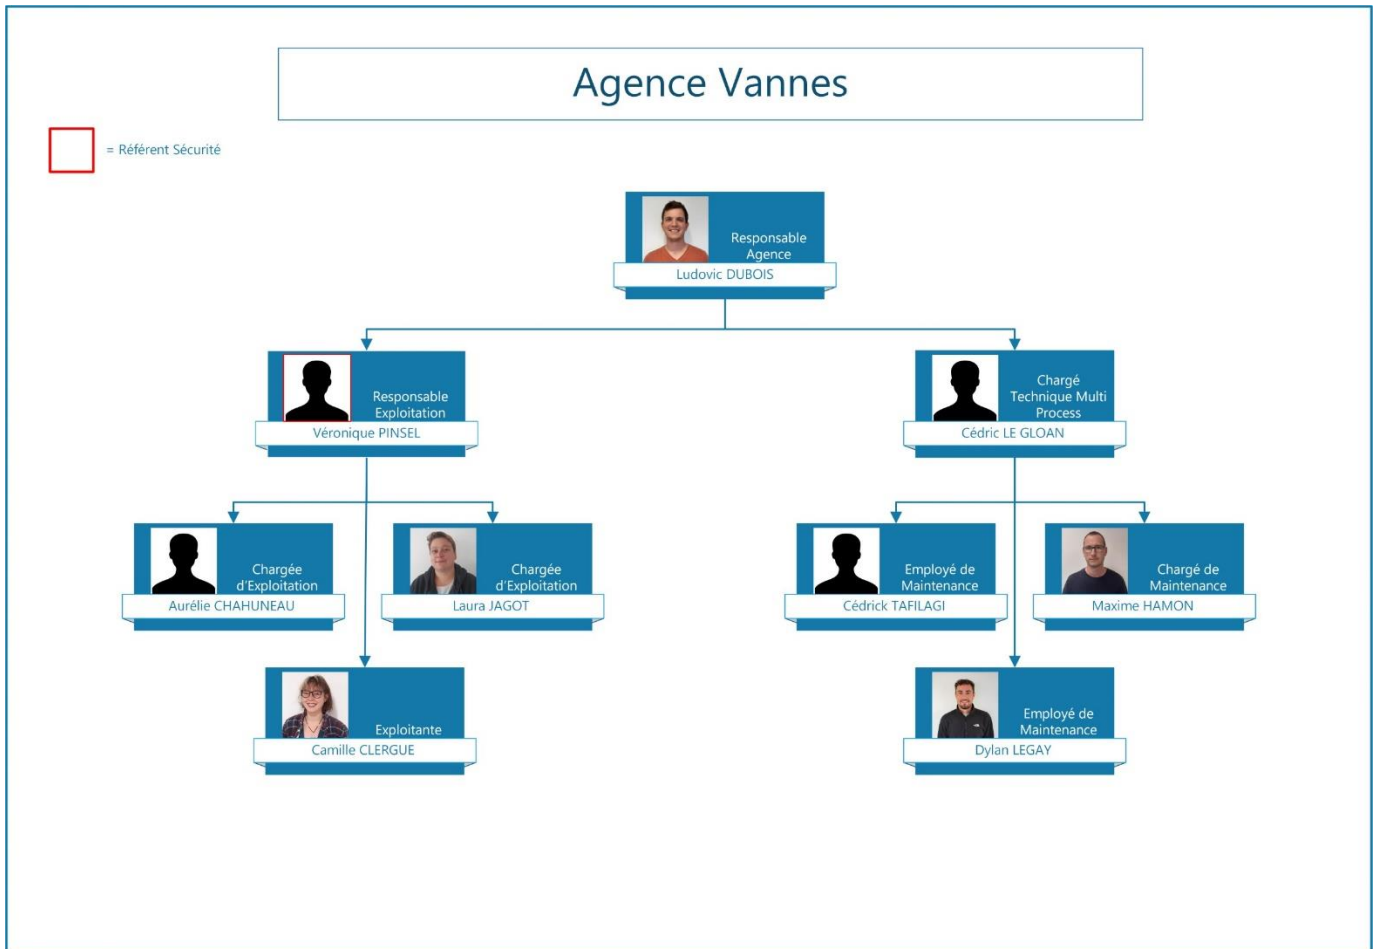 Agence Vannes
= Référent Sécurité
Responsable
Agence
Ludovic DUBOIS
Responsable
Exploitation
Véronique PINSEL
Chargé
Technique Multi
Process
Cédric LE GLOAN
Chargée
d'Exploitation
Aurélie CHAHUNEAU
Chargée
d'Exploitation
Laura JAGOT
Employé de
Maintenance
Cédrick TAFILAGI
Chargé de
Maintenance
Maxime HAMON
Exploitante
Camille CLERGUE
Employé de
Maintenance
Dylan LEGAY